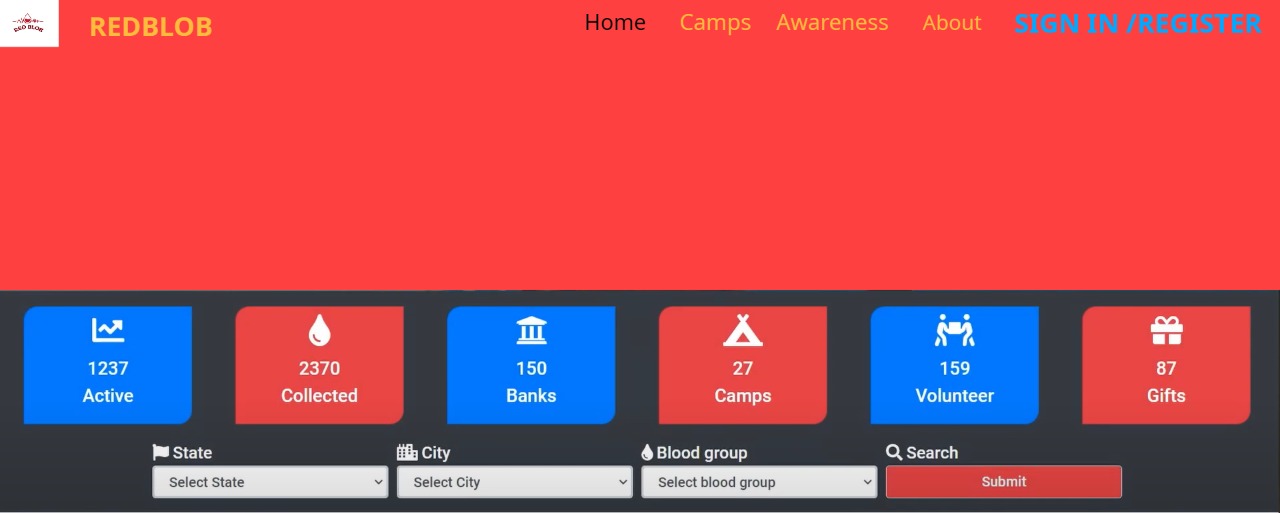 RED BLOB
REDBLOB
Home Camps Awareness About SIGN IN /REGISTER
1237 2370 150 27 159 87
Active Collected Banks Camps Volunteer Gifts
State City Blood group Search
Select State Select City Select blood group Submit